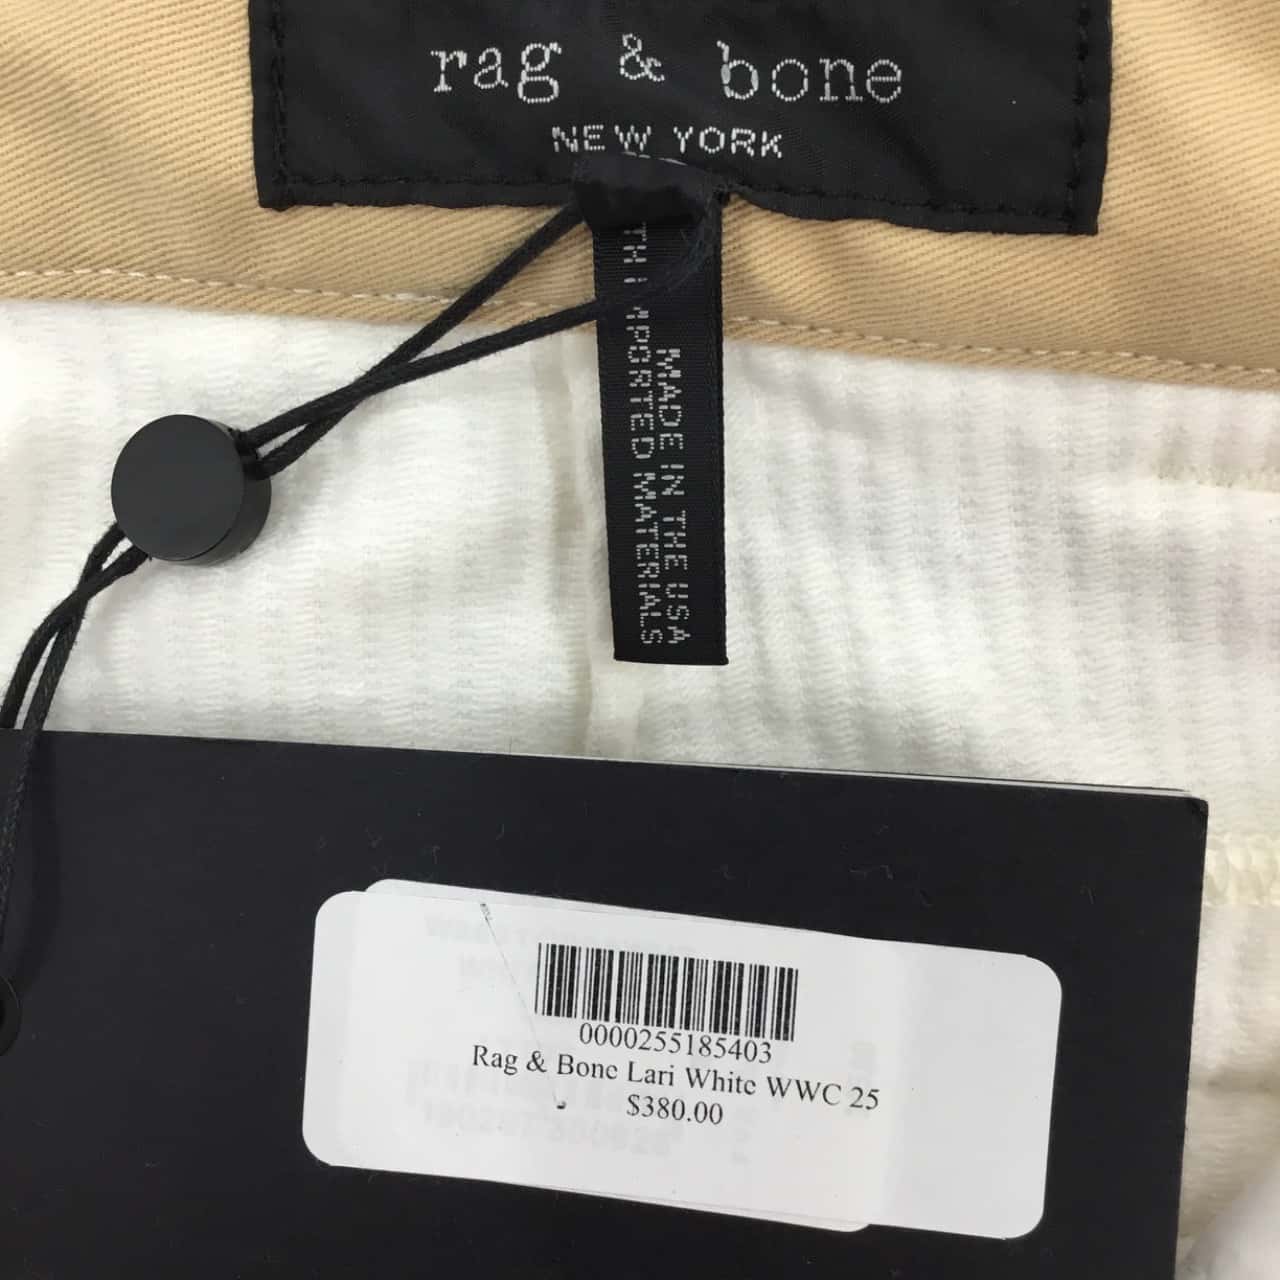 rag & bone
NEW YORK
MADE IN THE USA
IMPORTED MATERIALS
0000255185403
Rag & Bone Lari White WWC 25
$380.00